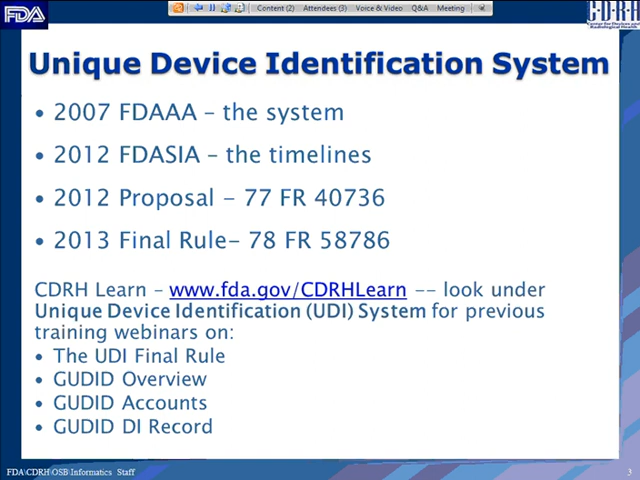 FDA
Content (2) Attendees (3) Voice & Video Q&A Meeting
CDRH
Center for Devices and
Radiological Health
Unique Device Identification System
• 2007 FDAAA – the system
• 2012 FDASIA – the timelines
• 2012 Proposal – 77 FR 40736
• 2013 Final Rule– 78 FR 58786
CDRH Learn – www.fda.gov/CDRHLearn -- look under
Unique Device Identification (UDI) System for previous
training webinars on:
• The UDI Final Rule
• GUDID Overview
• GUDID Accounts
• GUDID DI Record
FDA\CDRH\OSB\Informatics Staff
3